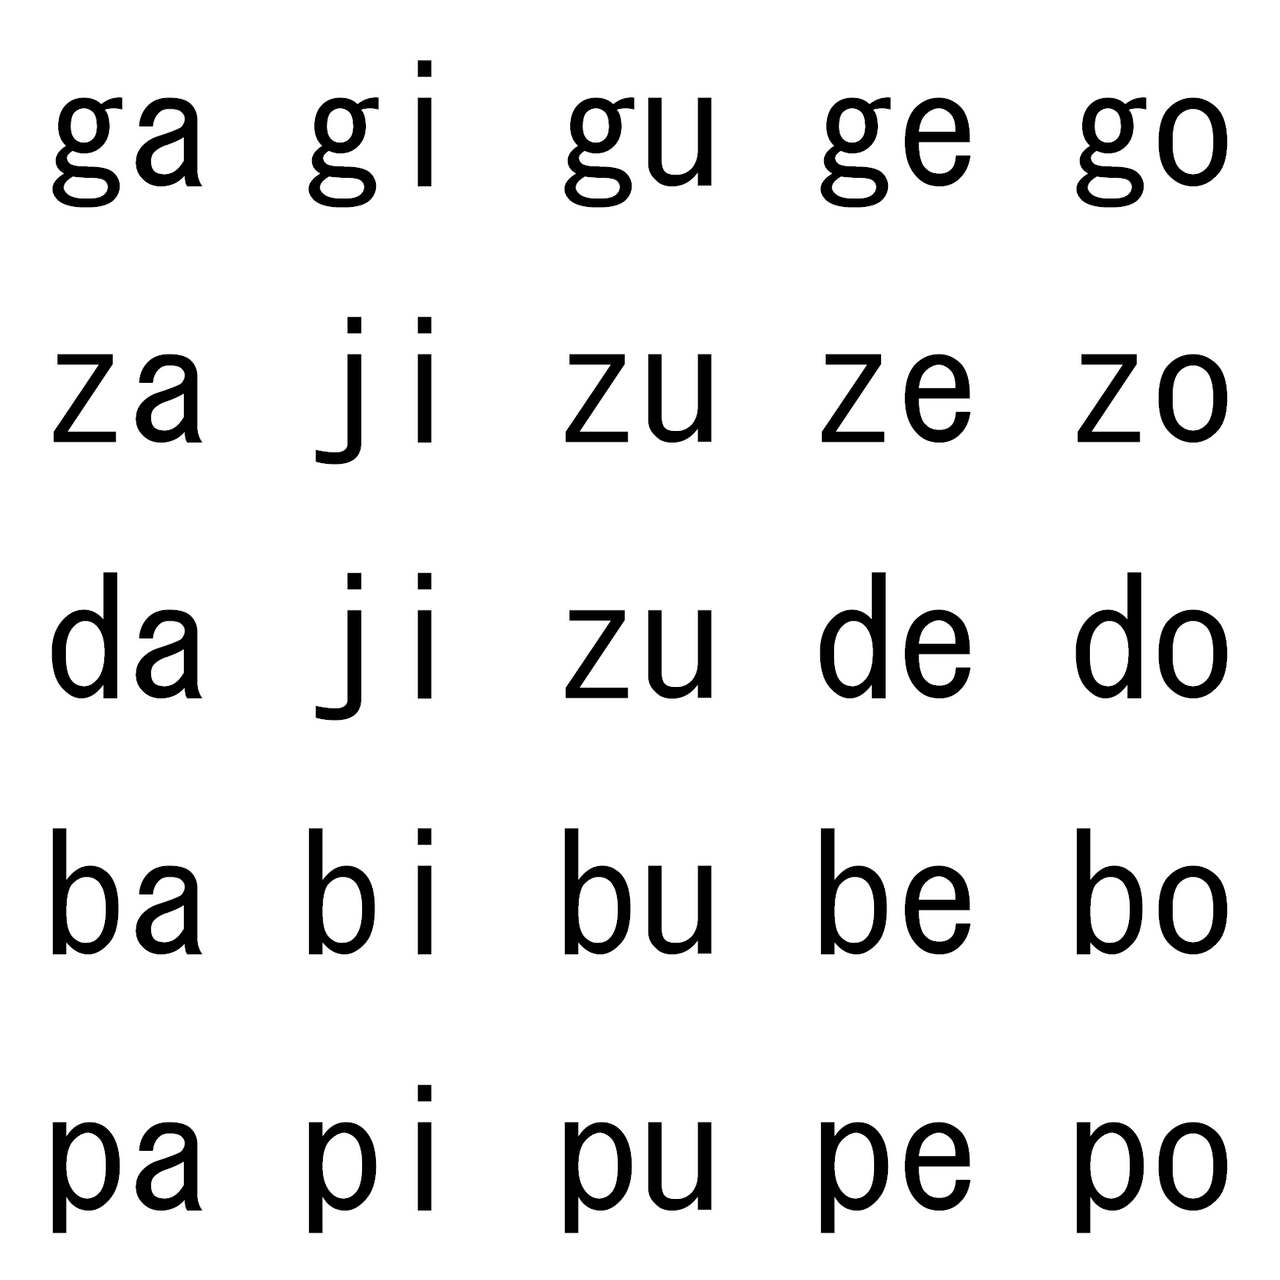 ga gi gu ge go
za ji zu ze zo
da ji zu de do
ba bi bu be bo
pa pi pu pe po